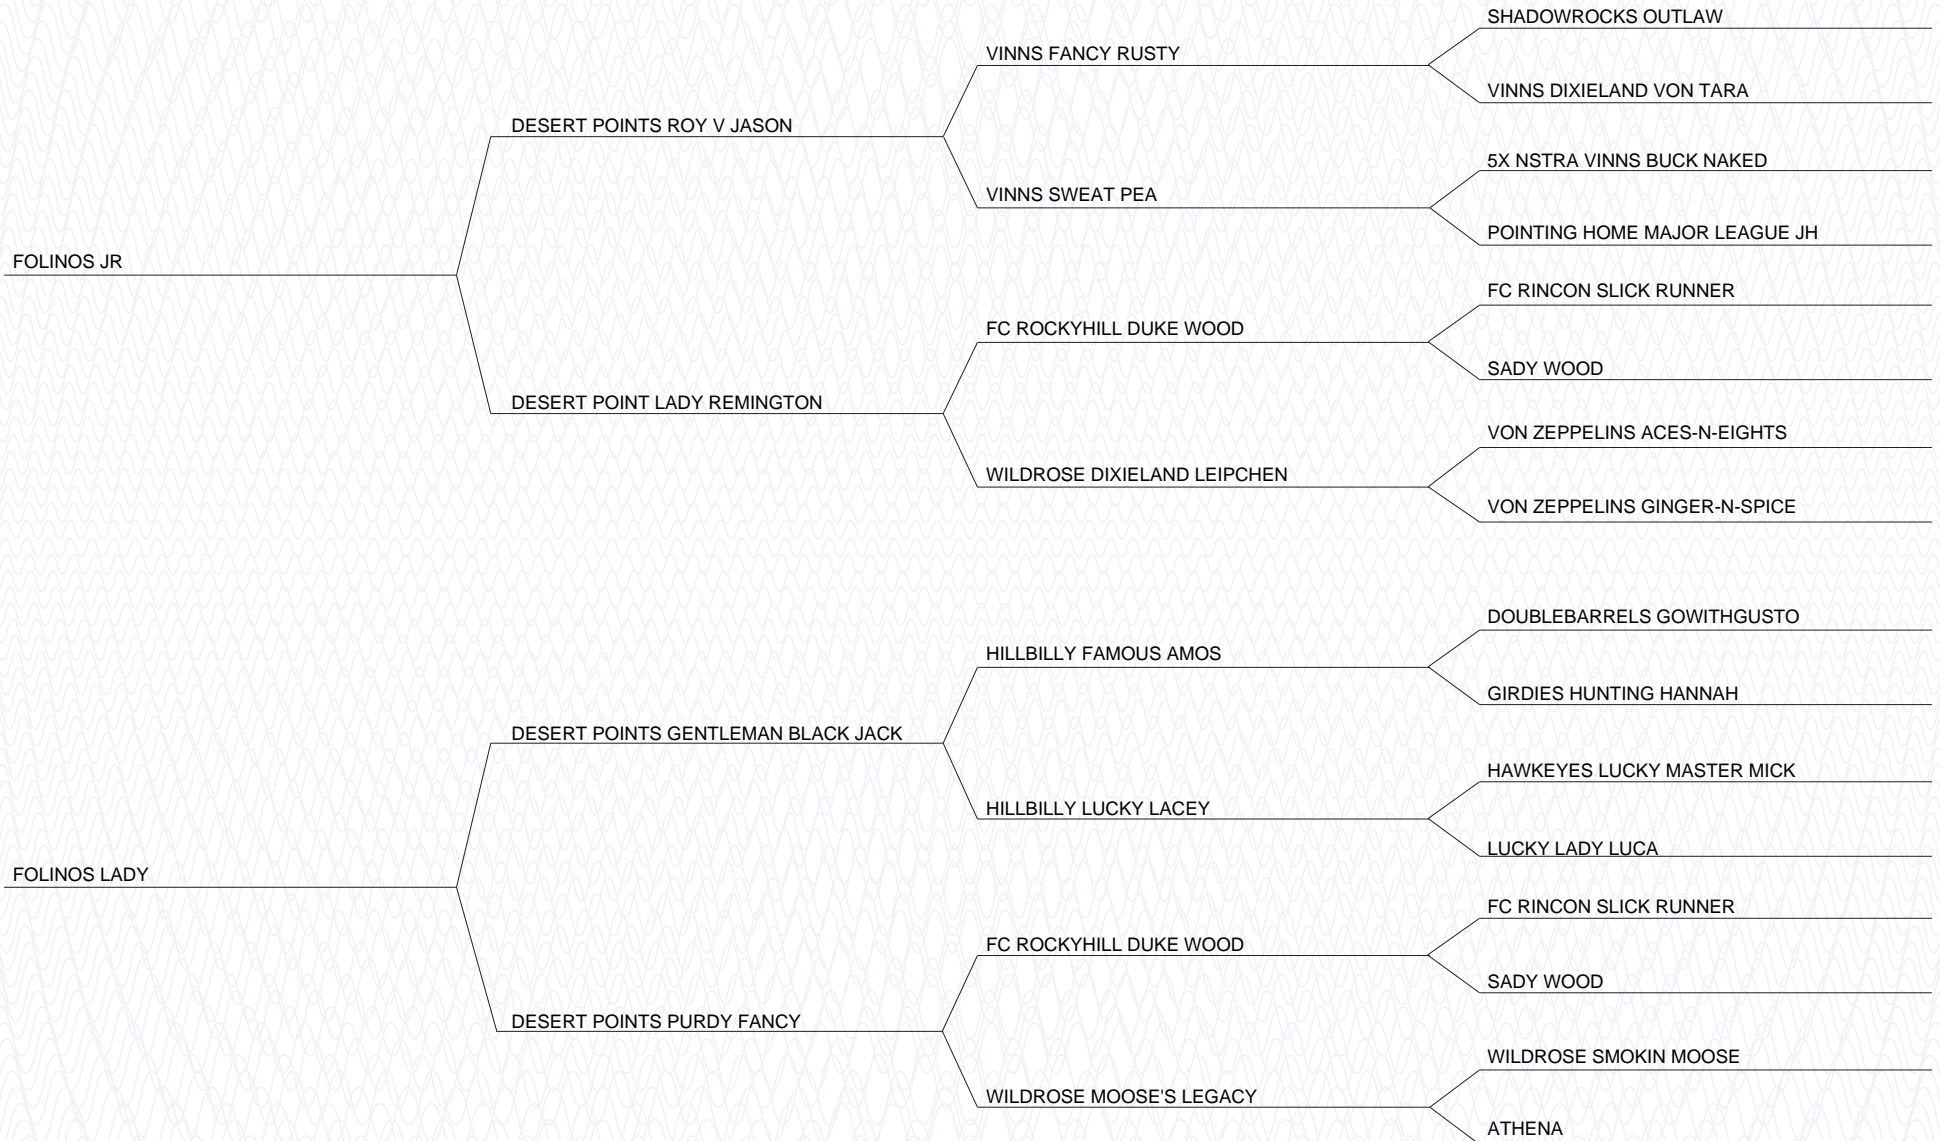 SHADOWROCKS OUTLAW
VINNS FANCY RUSTY
VINNS DIXIELAND VON TARA
DESERT POINTS ROY V JASON
5X NSTRA VINNS BUCK NAKED
VINNS SWEAT PEA
POINTING HOME MAJOR LEAGUE JH
FOLINOS JR
FC RINCON SLICK RUNNER
FC ROCKYHILL DUKE WOOD
SADY WOOD
DESERT POINT LADY REMINGTON
VON ZEPPELINS ACES-N-EIGHTS
WILDROSE DIXIELAND LEIPCHEN
VON ZEPPELINS GINGER-N-SPICE
DOUBLEBARRELS GOWITHGUSTO
HILLBILLY FAMOUS AMOS
GIRDIES HUNTING HANNAH
DESERT POINTS GENTLEMAN BLACK JACK
HAWKEYES LUCKY MASTER MICK
HILLBILLY LUCKY LACEY
LUCKY LADY LUCA
FOLINOS LADY
FC RINCON SLICK RUNNER
FC ROCKYHILL DUKE WOOD
SADY WOOD
DESERT POINTS PURDY FANCY
WILDROSE SMOKIN MOOSE
WILDROSE MOOSE'S LEGACY
ATHENA